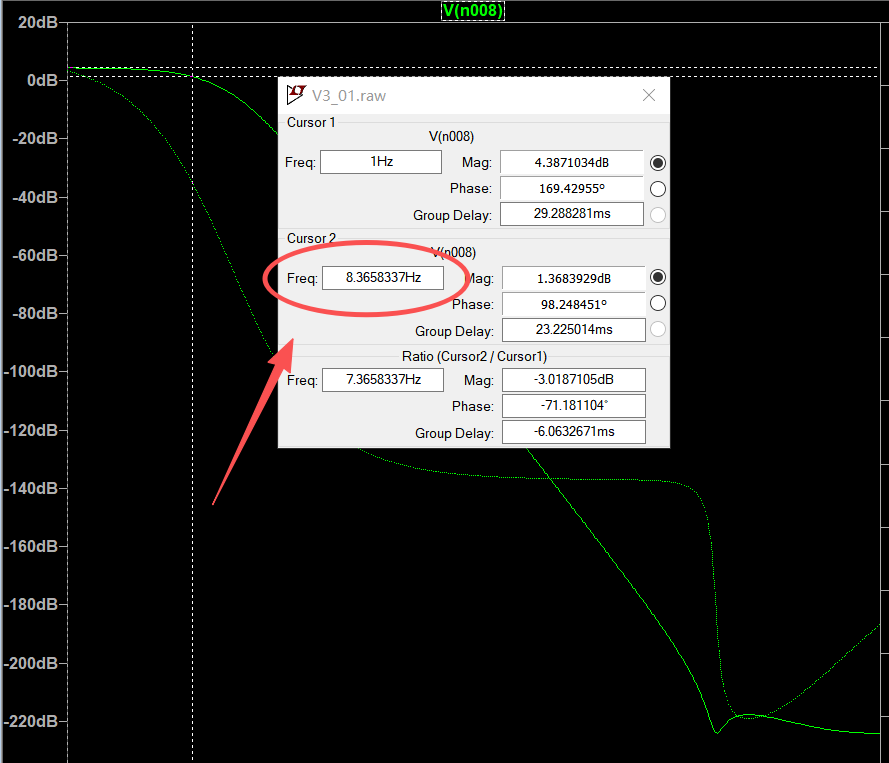 V(n008)
20dB
0dB
-20dB
-40dB
-60dB
-80dB
-100dB
-120dB
-140dB
-160dB
-180dB
-200dB
-220dB
V3_01.raw
Cursor 1
V(n008)
Freq: 1Hz Mag: 4.3871034dB
Phase: 169.42955°
Group Delay: 29.288281ms
Cursor 2
V(n008)
Freq: 8.3658337Hz Mag: 1.3683929dB
Phase: 98.248451°
Group Delay: 23.225014ms
Ratio (Cursor2 / Cursor1)
Freq: 7.3658337Hz Mag: -3.0187105dB
Phase: -71.181104°
Group Delay: -6.0632671ms